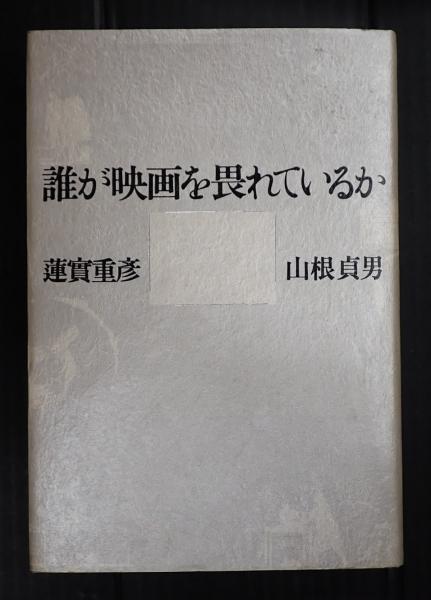 誰が映画を畏れているか
蓮實重彦 山根貞男